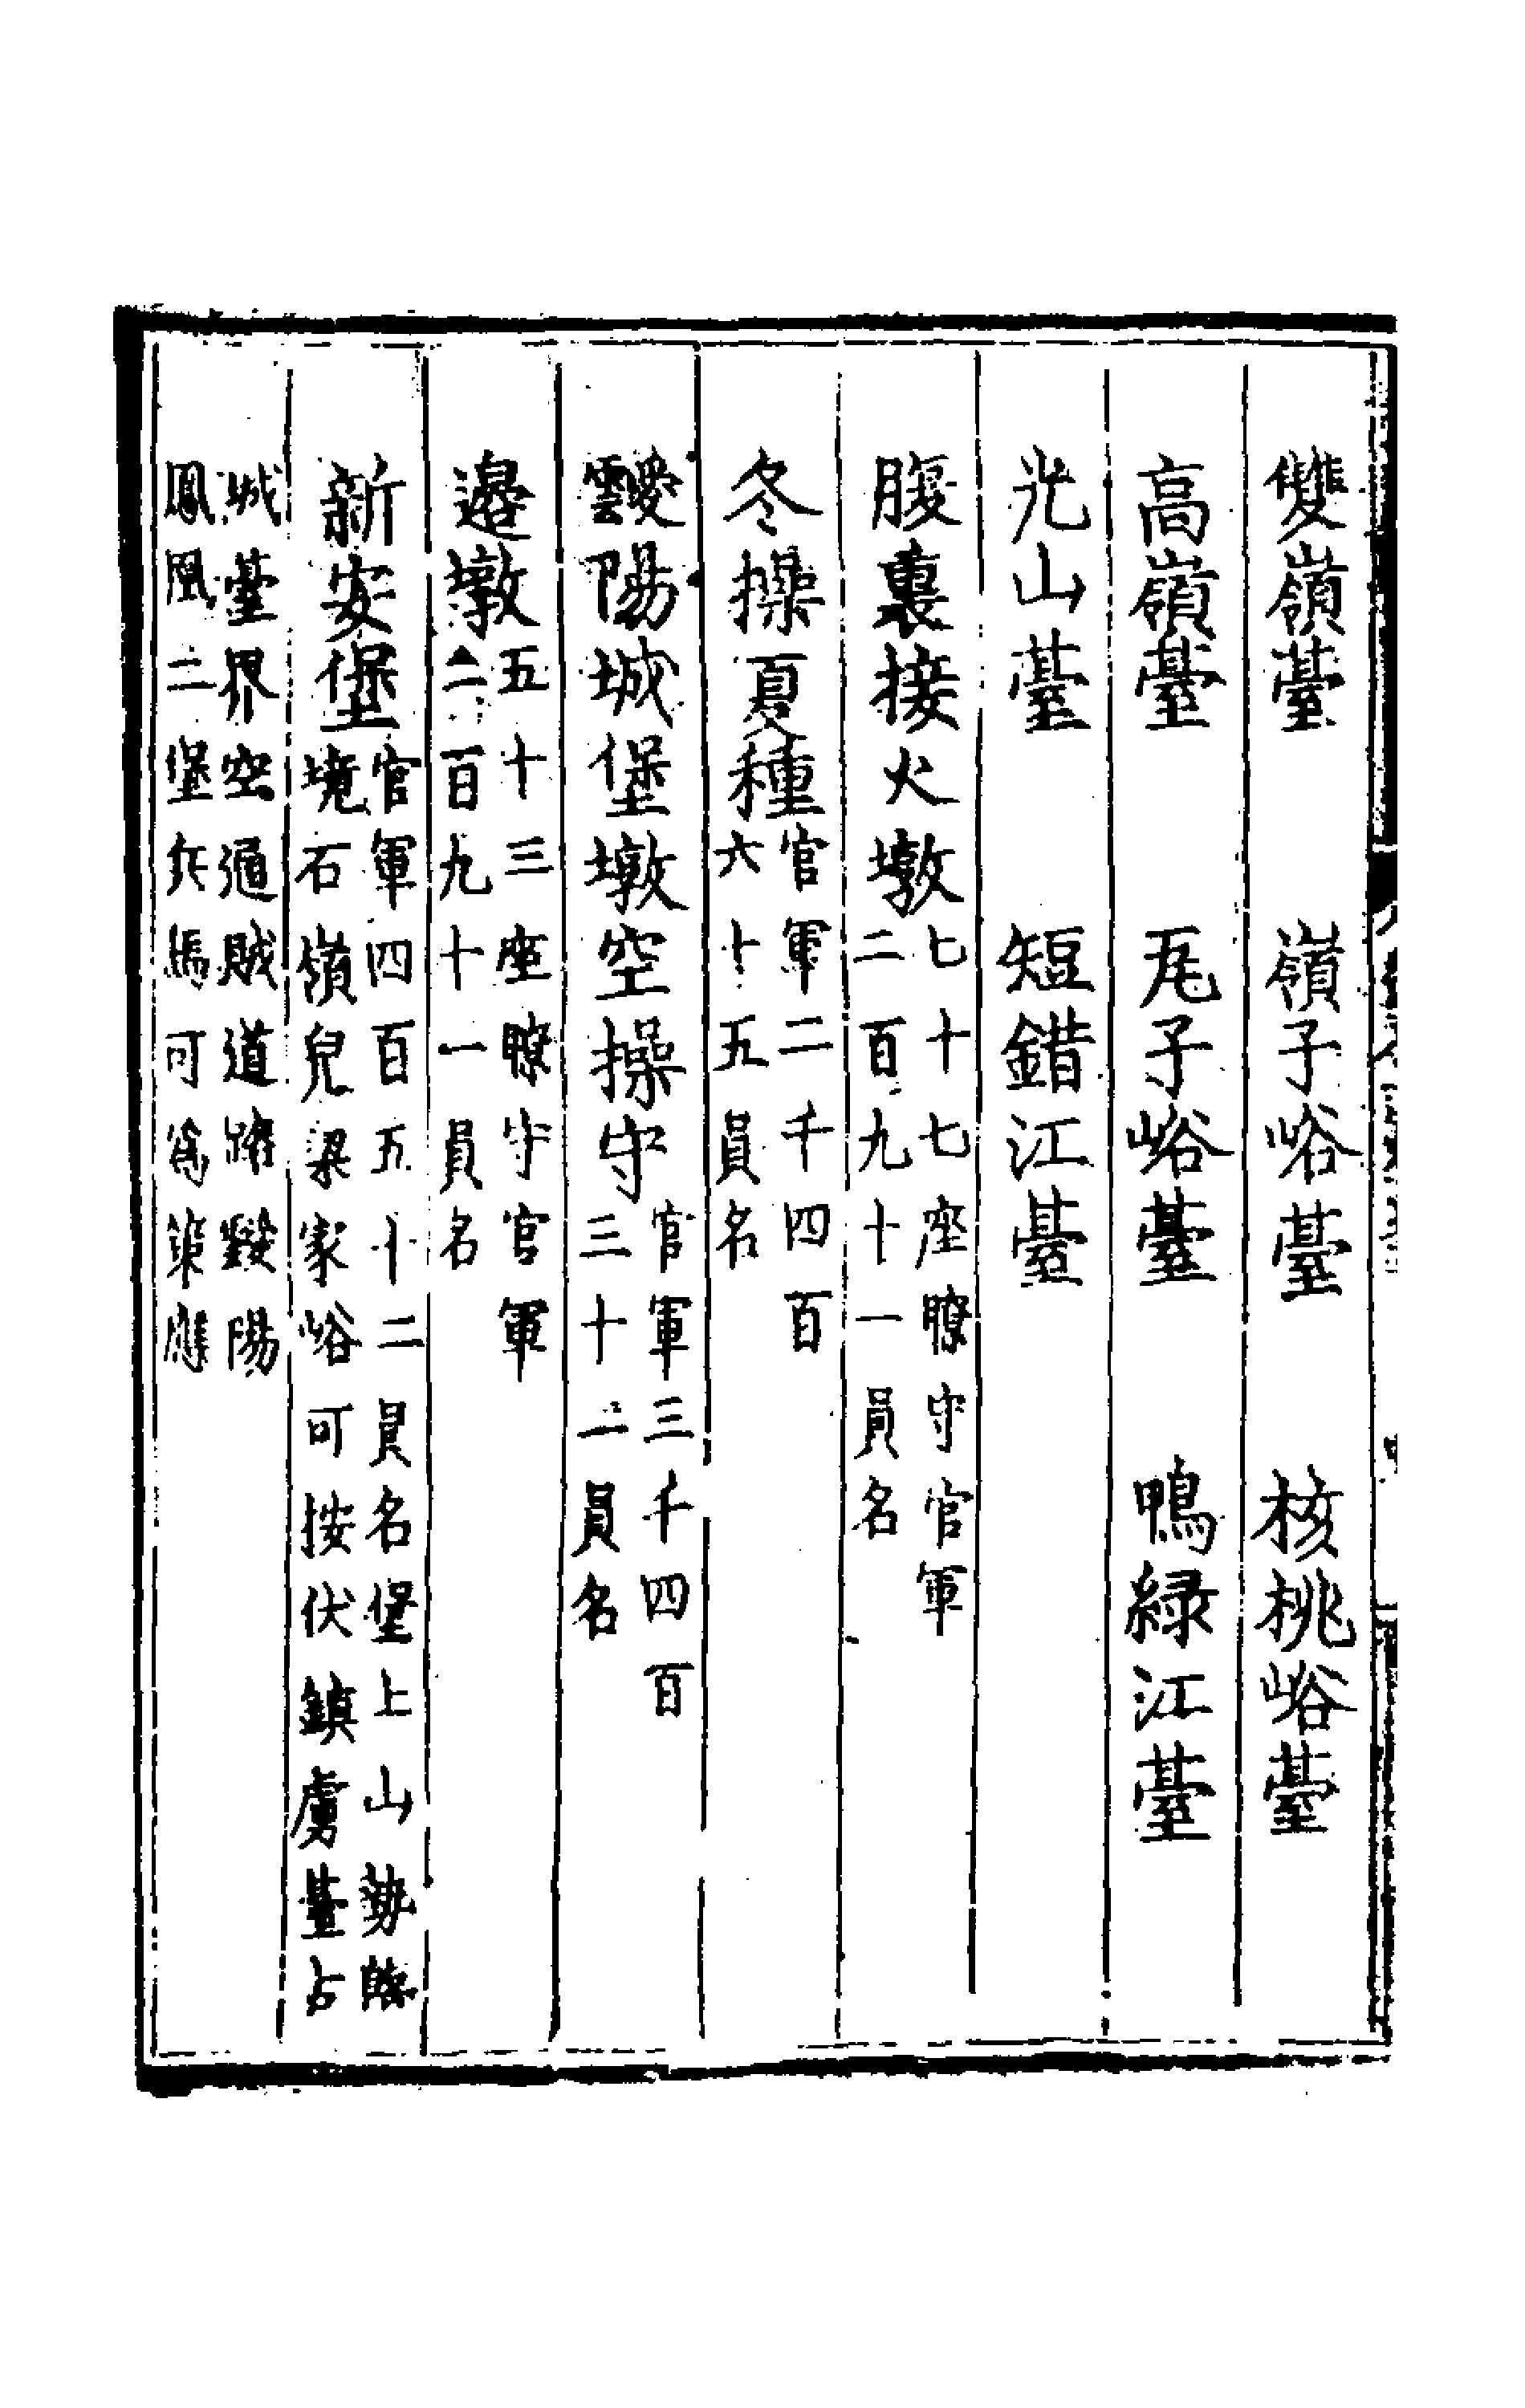 雙嶺臺　嶺子峪臺　核桃峪臺
高嶺臺　瓦子峪臺　鴨緑江臺
光山臺　短錯江臺
腹裏接火墩七十七座瞭守官軍
二百九十一員名
冬操夏種官軍二千四百
六十五員名
靉陽城堡墩空操守官軍三千四百
三十二員名
邊墩五十三座瞭守官軍
二百九十一員名
新安堡官軍四百五十二員名堡上山勢險
境石嶺兒梁家峪可按伏鎮虜臺古
城臺界空通賊道路靉陽
鳳凰二堡兵馬可爲策應